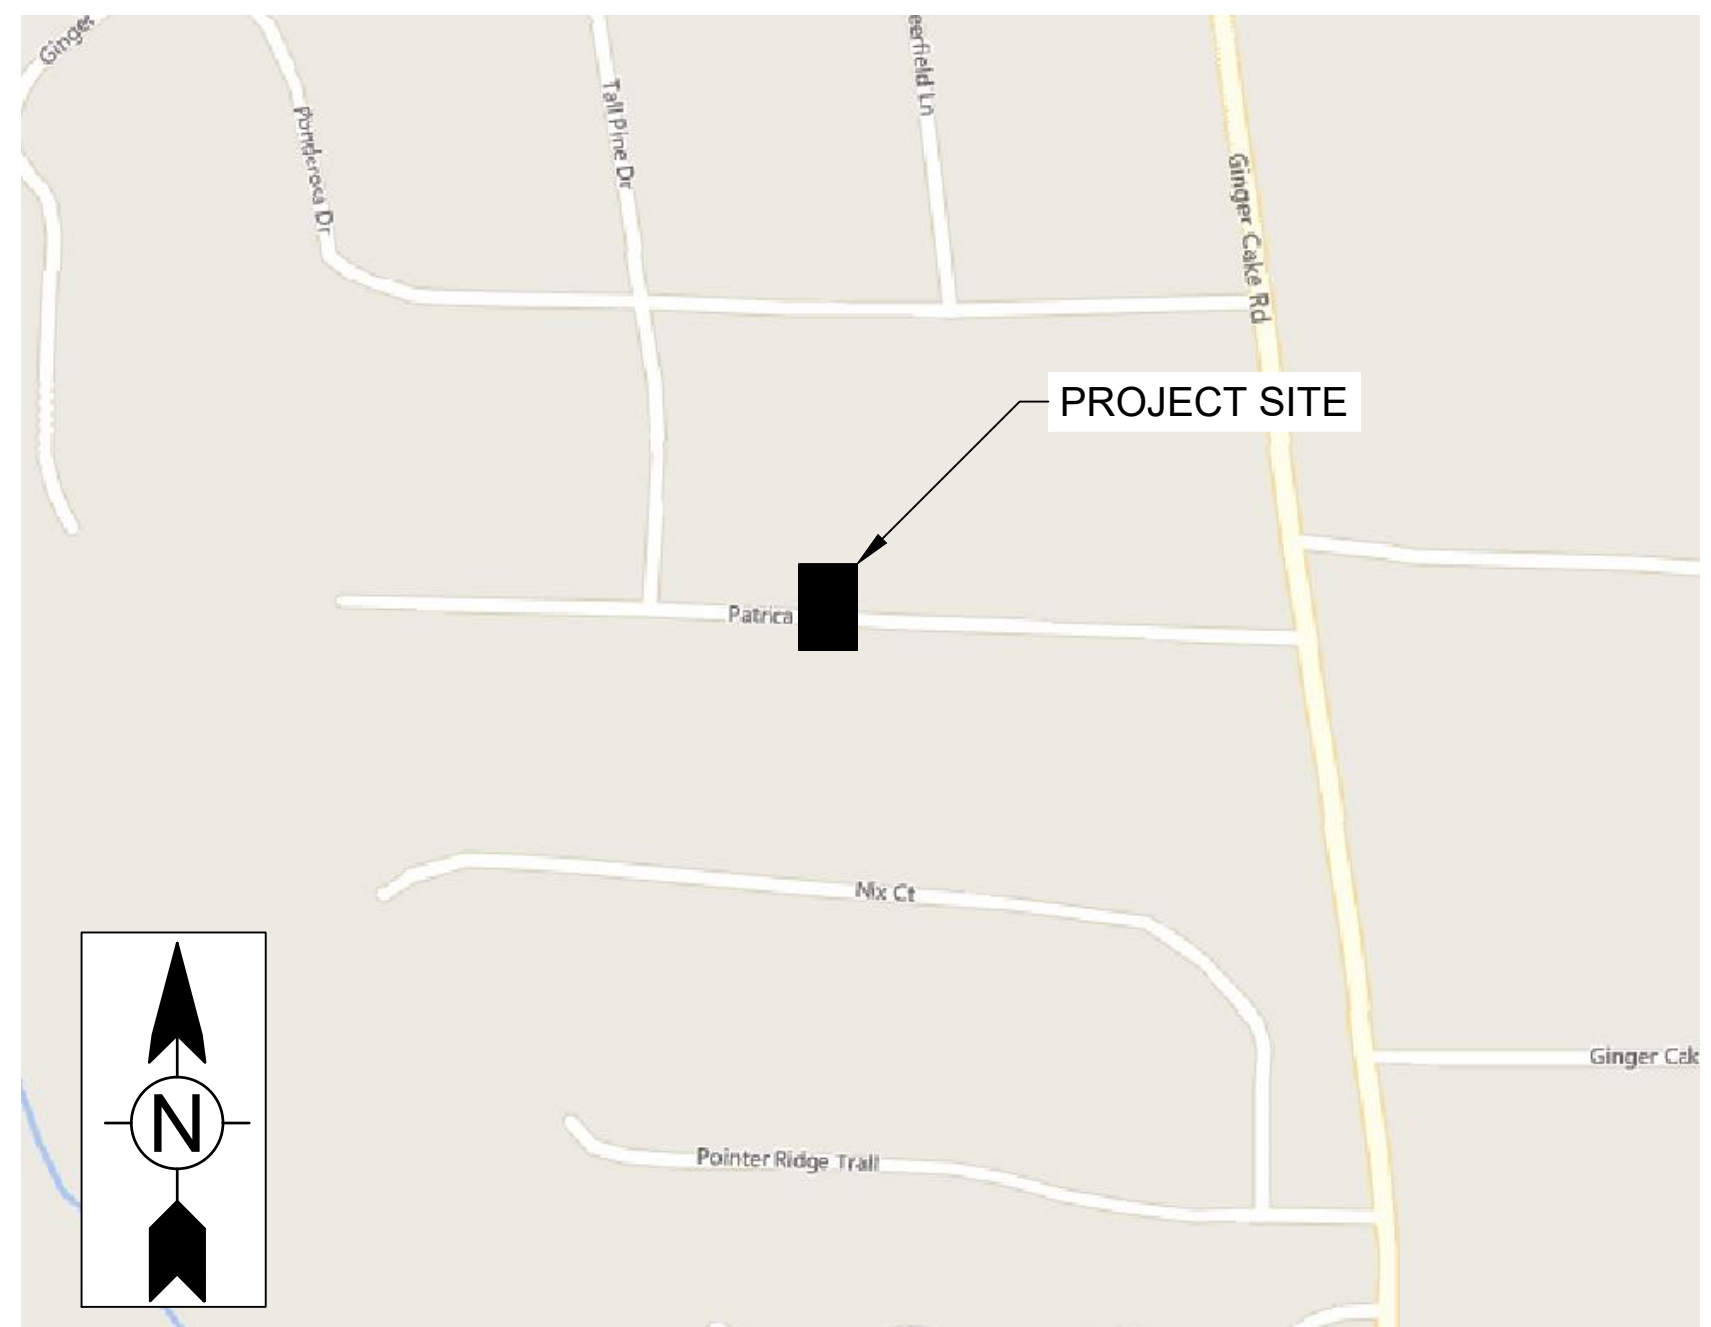 Ginger
Ponderosa Dr
Tall Pine Dr
eerfield Ln
Ginger Cake Rd
PROJECT SITE
Patrica
Nix Ct
Ginger Cak
Pointer Ridge Trail
N